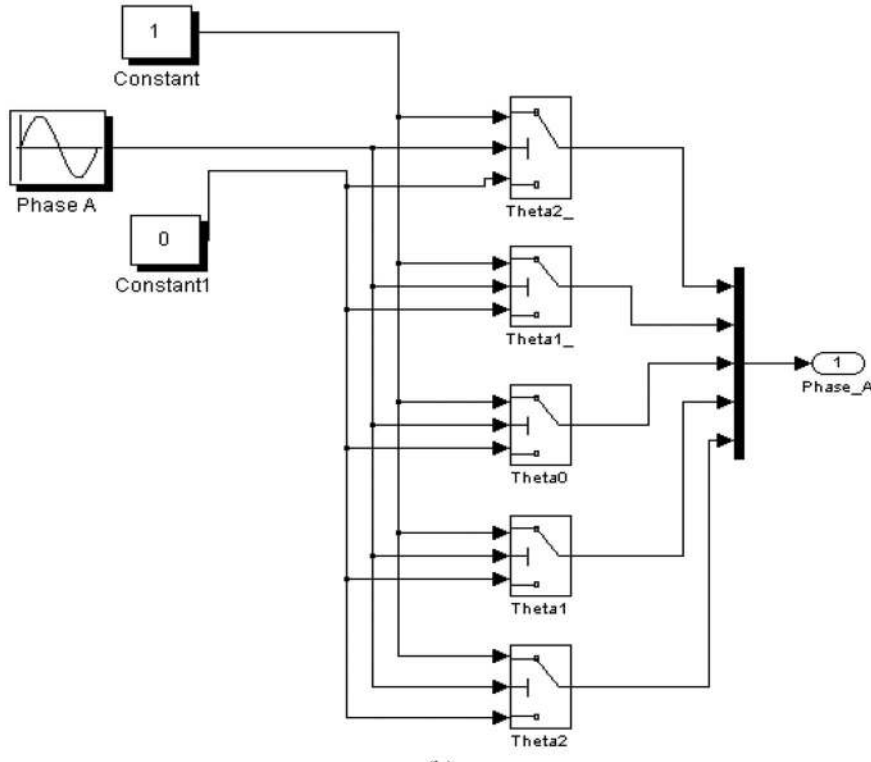 1
Constant
Phase A
0
Constant1
Theta2_
Theta1_
Theta0
Theta1
Theta2
1
Phase_A